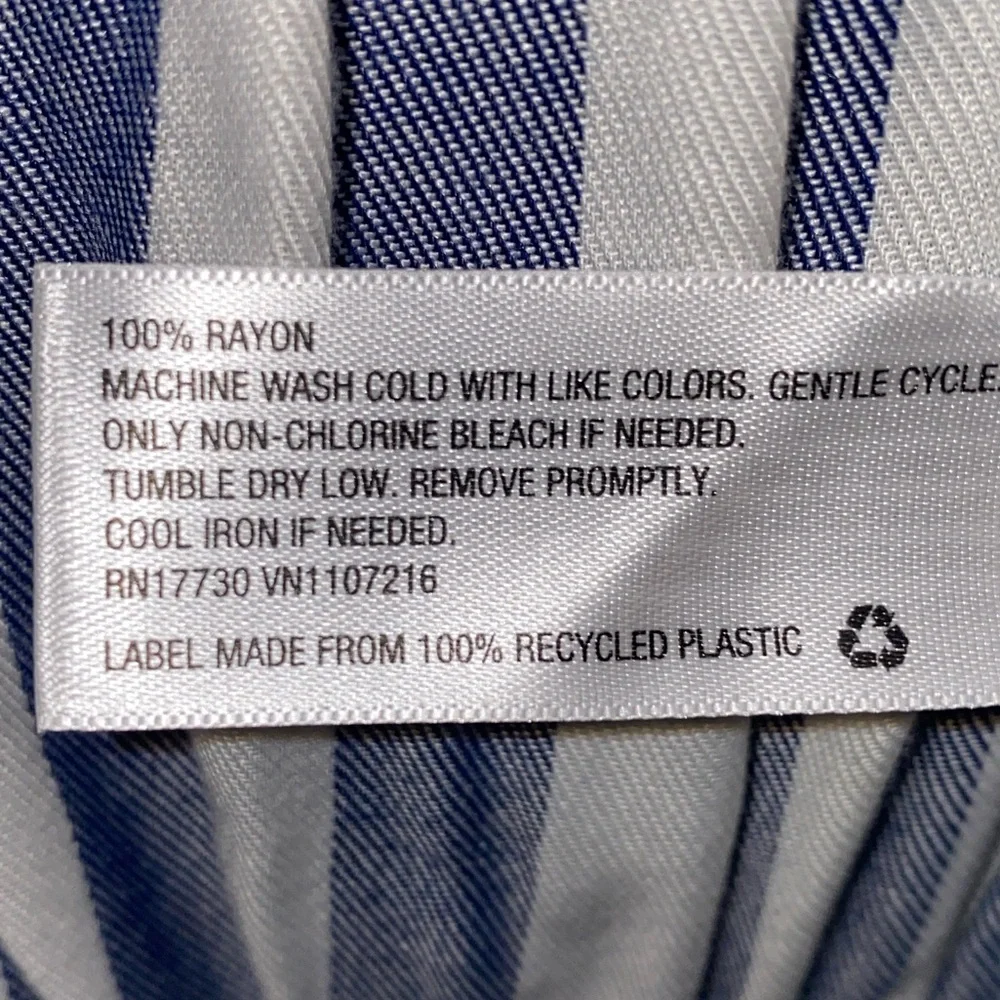 100% RAYON
MACHINE WASH COLD WITH LIKE COLORS. GENTLE CYCLE.
ONLY NON-CHLORINE BLEACH IF NEEDED.
TUMBLE DRY LOW. REMOVE PROMPTLY.
COOL IRON IF NEEDED.
RN17730 VN1107216
LABEL MADE FROM 100% RECYCLED PLASTIC